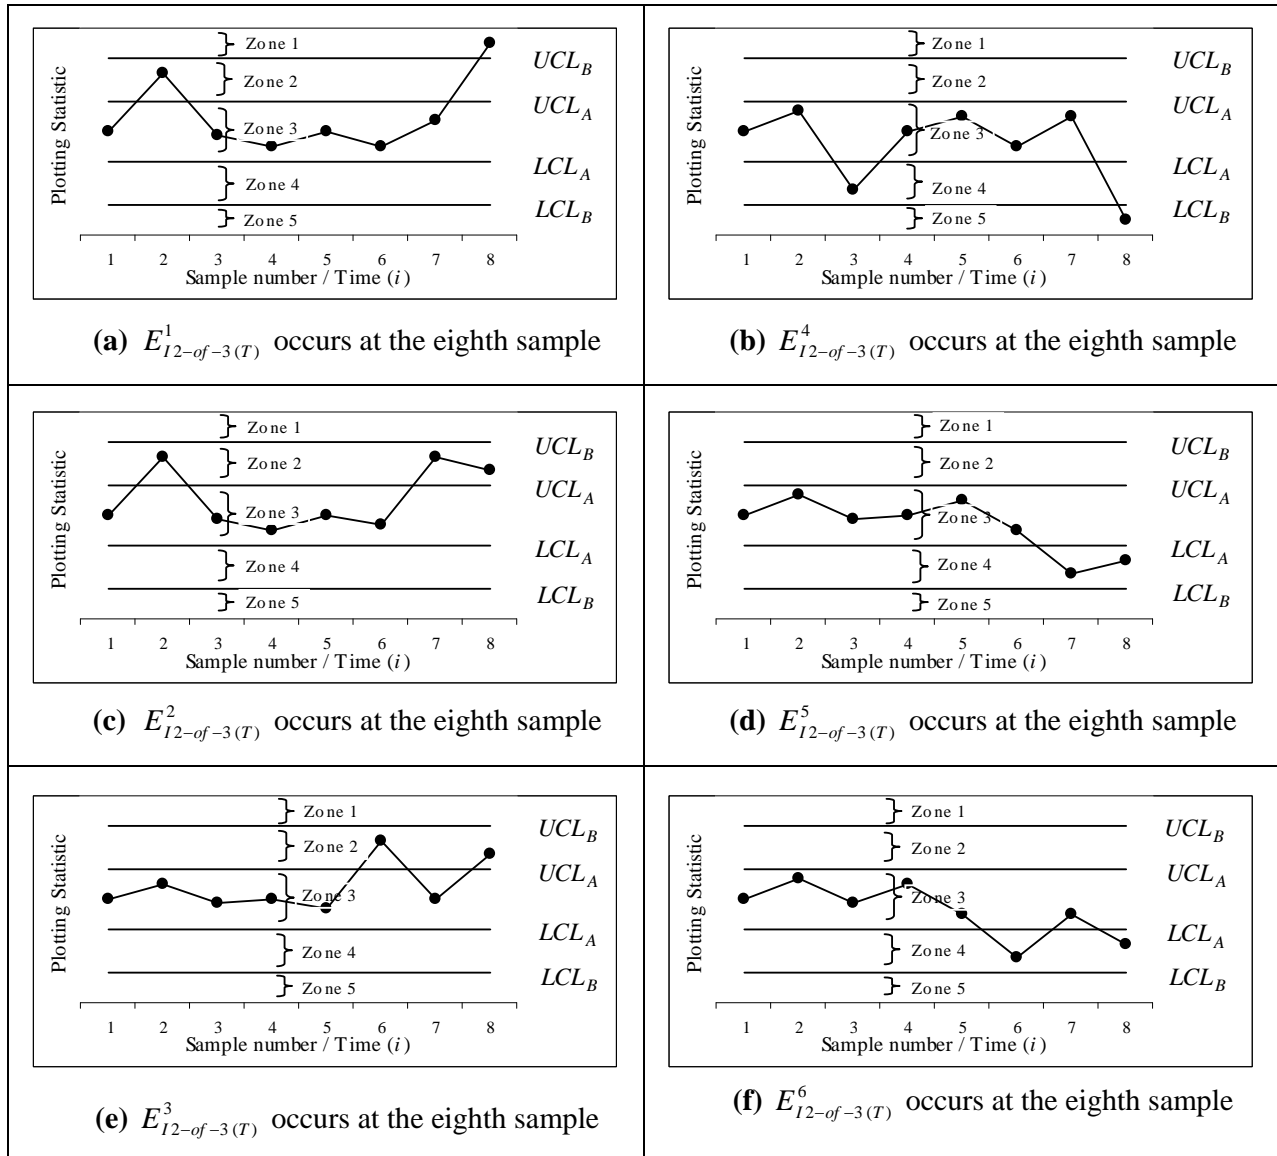 Plotting Statistic
Zone 1
Zone 2
Zone 3
Zone 4
Zone 5
UCL_B
UCL_A
LCL_A
LCL_B
1 2 3 4 5 6 7 8
Sample number / Time (i)
(a) E^1_{I2-of-3(T)} occurs at the eighth sample
Plotting Statistic
Zone 1
Zone 2
Zone 3
Zone 4
Zone 5
UCL_B
UCL_A
LCL_A
LCL_B
1 2 3 4 5 6 7 8
Sample number / Time (i)
(b) E^4_{I2-of-3(T)} occurs at the eighth sample
Plotting Statistic
Zone 1
Zone 2
Zone 3
Zone 4
Zone 5
UCL_B
UCL_A
LCL_A
LCL_B
1 2 3 4 5 6 7 8
Sample number / Time (i)
(c) E^2_{I2-of-3(T)} occurs at the eighth sample
Plotting Statistic
Zone 1
Zone 2
Zone 3
Zone 4
Zone 5
UCL_B
UCL_A
LCL_A
LCL_B
1 2 3 4 5 6 7 8
Sample number / Time (i)
(d) E^5_{I2-of-3(T)} occurs at the eighth sample
Plotting Statistic
Zone 1
Zone 2
Zone 3
Zone 4
Zone 5
UCL_B
UCL_A
LCL_A
LCL_B
1 2 3 4 5 6 7 8
Sample number / Time (i)
(e) E^3_{I2-of-3(T)} occurs at the eighth sample
Plotting Statistic
Zone 1
Zone 2
Zone 3
Zone 4
Zone 5
UCL_B
UCL_A
LCL_A
LCL_B
1 2 3 4 5 6 7 8
Sample number / Time (i)
(f) E^6_{I2-of-3(T)} occurs at the eighth sample